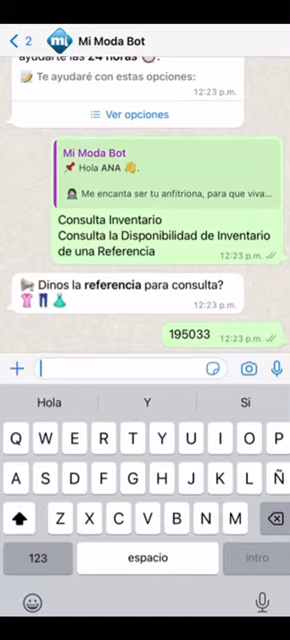 2
mi
Mi Moda Bot
ayudarte las 24 horas
Te ayudaré con estas opciones:
12:23 p.m.
Ver opciones
Mi Moda Bot
Hola ANA
Me encanta ser tu anfitriona, para que viva...
Consulta Inventario
Consulta la Disponibilidad de Inventario
de una Referencia
12:23 p.m.
Dinos la referencia para consulta?
12:23 p.m.
195033
12:23 p.m.
Hola Y Si
Q W E R T Y U I O P
A S D F G H J K L Ñ
Z X C V B N M
123 espacio intro